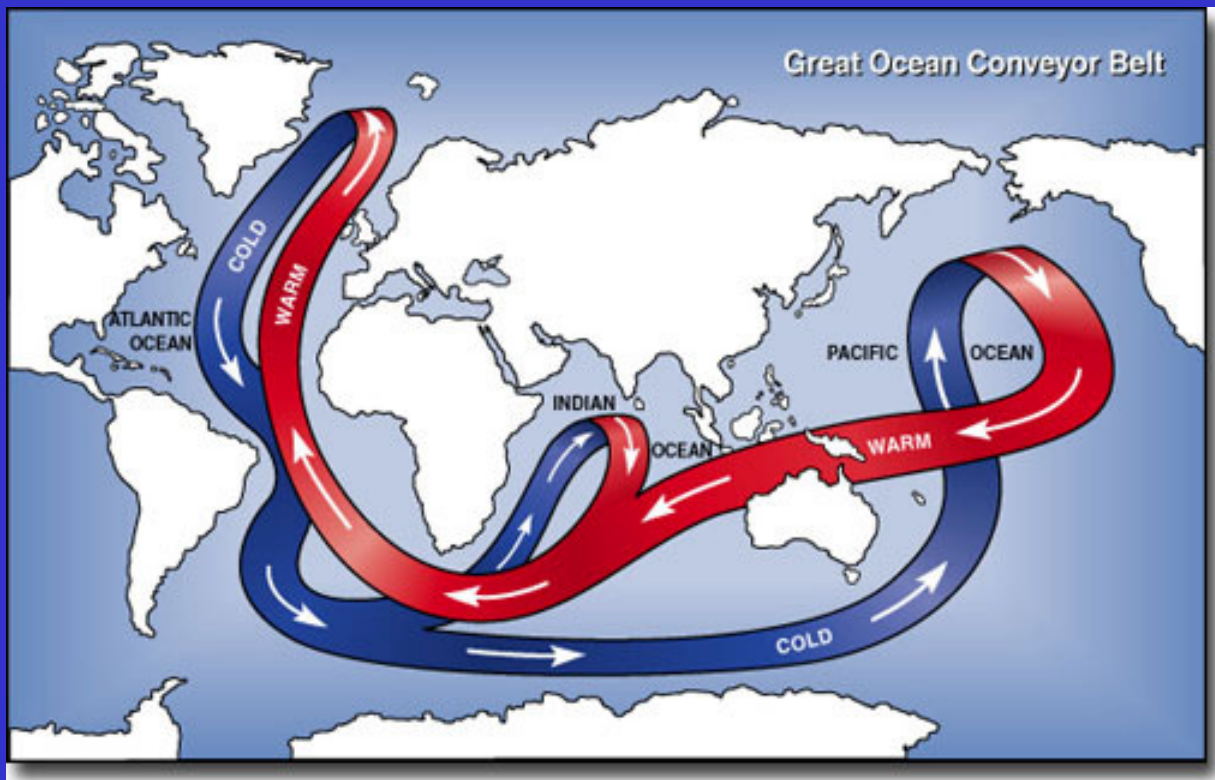 Great Ocean Conveyor Belt
COLD
WARM
ATLANTIC
OCEAN
PACIFIC OCEAN
INDIAN
OCEAN
WARM
COLD